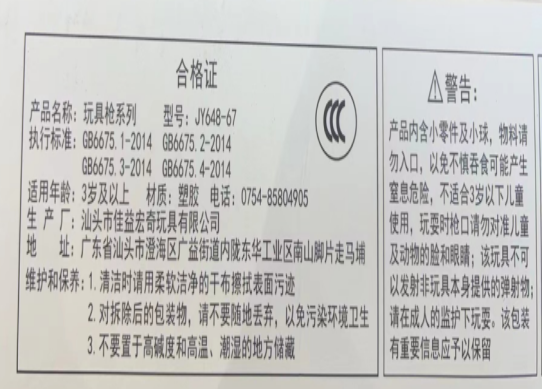 合格证
产品名称：玩具枪系列 型号：JY648-67
执行标准：GB6675.1-2014 GB6675.2-2014
GB6675.3-2014 GB6675.4-2014
适用年龄：3岁及以上 材质：塑胶 电话：0754-85804905
生 产 厂：汕头市佳益宏奇玩具有限公司
地 址：广东省汕头市澄海区广益街道内陇东华工业区南山脚片走马埔
维护和保养：1.清洁时请用柔软洁净的干布擦拭表面污迹
2.对拆除后的包装物，请不要随地丢弃，以免污染环境卫生
3.不要置于高碱度和高温、潮湿的地方储藏
CCC
警告：
产品内含小零件及小球，物料请
勿入口，以免不慎吞食可能产生
窒息危险，不适合3岁以下儿童
使用，玩耍时枪口请勿对准儿童
及动物的脸和眼睛；该玩具不可
以发射非玩具本身提供的弹射物；
请在成人的监护下玩耍。该包装
有重要信息应予以保留